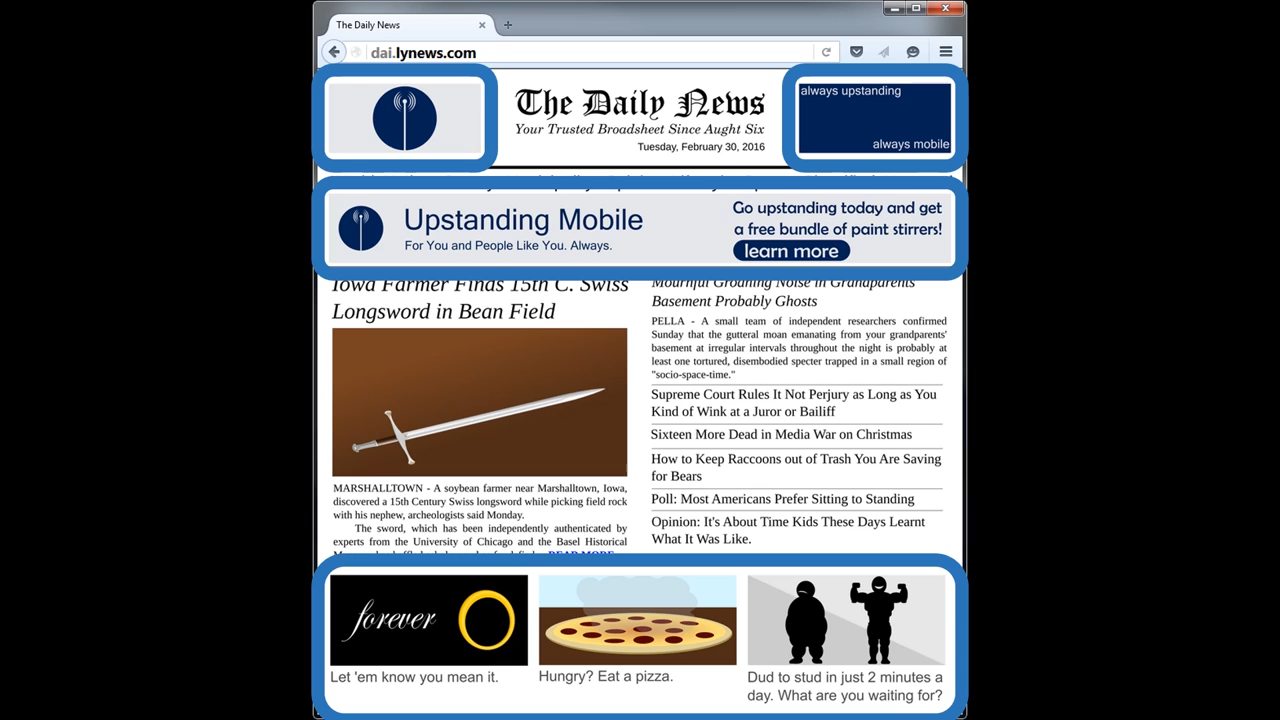 The Daily News
dai.lynews.com
always upstanding
always mobile
The Daily News
Your Trusted Broadsheet Since Aught Six
Tuesday, February 30, 2016
Upstanding Mobile
For You and People Like You. Always.
Go upstanding today and get
a free bundle of paint stirrers!
learn more
Iowa Farmer Finds 15th C. Swiss
Longsword in Bean Field
MARSHALLTOWN - A soybean farmer near Marshalltown, Iowa,
discovered a 15th Century Swiss longsword while picking field rock
with his nephew, archeologists said Monday.
The sword, which has been independently authenticated by
experts from the University of Chicago and the Basel Historical
READ MORE
Mournful Groaning Noise in Grandparents'
Basement Probably Ghosts
PELLA - A small team of independent researchers confirmed
Sunday that the gutteral moan emanating from your grandparents'
basement at irregular intervals throughout the night is probably at
least one tortured, disembodied specter trapped in a small region of
"socio-space-time."
Supreme Court Rules It Not Perjury as Long as You
Kind of Wink at a Juror or Bailiff
Sixteen More Dead in Media War on Christmas
How to Keep Raccoons out of Trash You Are Saving
for Bears
Poll: Most Americans Prefer Sitting to Standing
Opinion: It's About Time Kids These Days Learnt
What It Was Like.
forever
Let 'em know you mean it.
Hungry? Eat a pizza.
Dud to stud in just 2 minutes a
day. What are you waiting for?